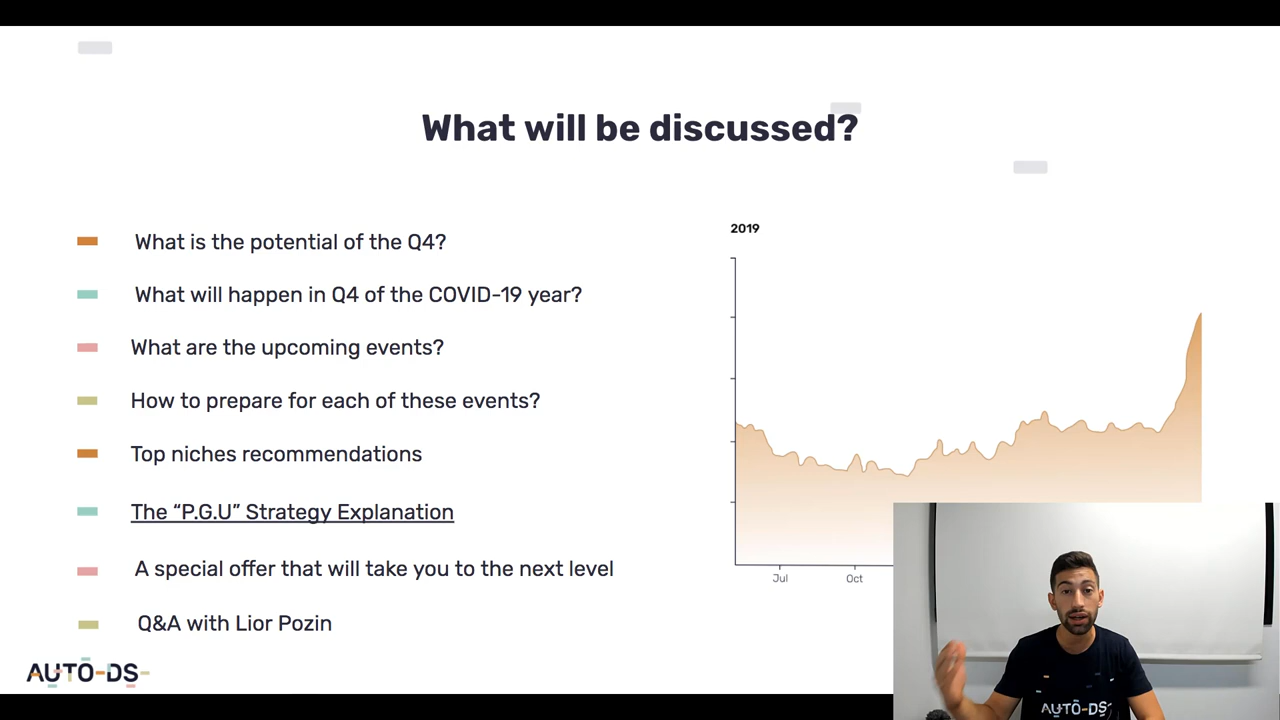 What will be discussed?
What is the potential of the Q4?
What will happen in Q4 of the COVID-19 year?
What are the upcoming events?
How to prepare for each of these events?
Top niches recommendations
The “P.G.U” Strategy Explanation
A special offer that will take you to the next level
Q&A with Lior Pozin
2019
Jul
Oct
AUTO-DS
AUTO-DS